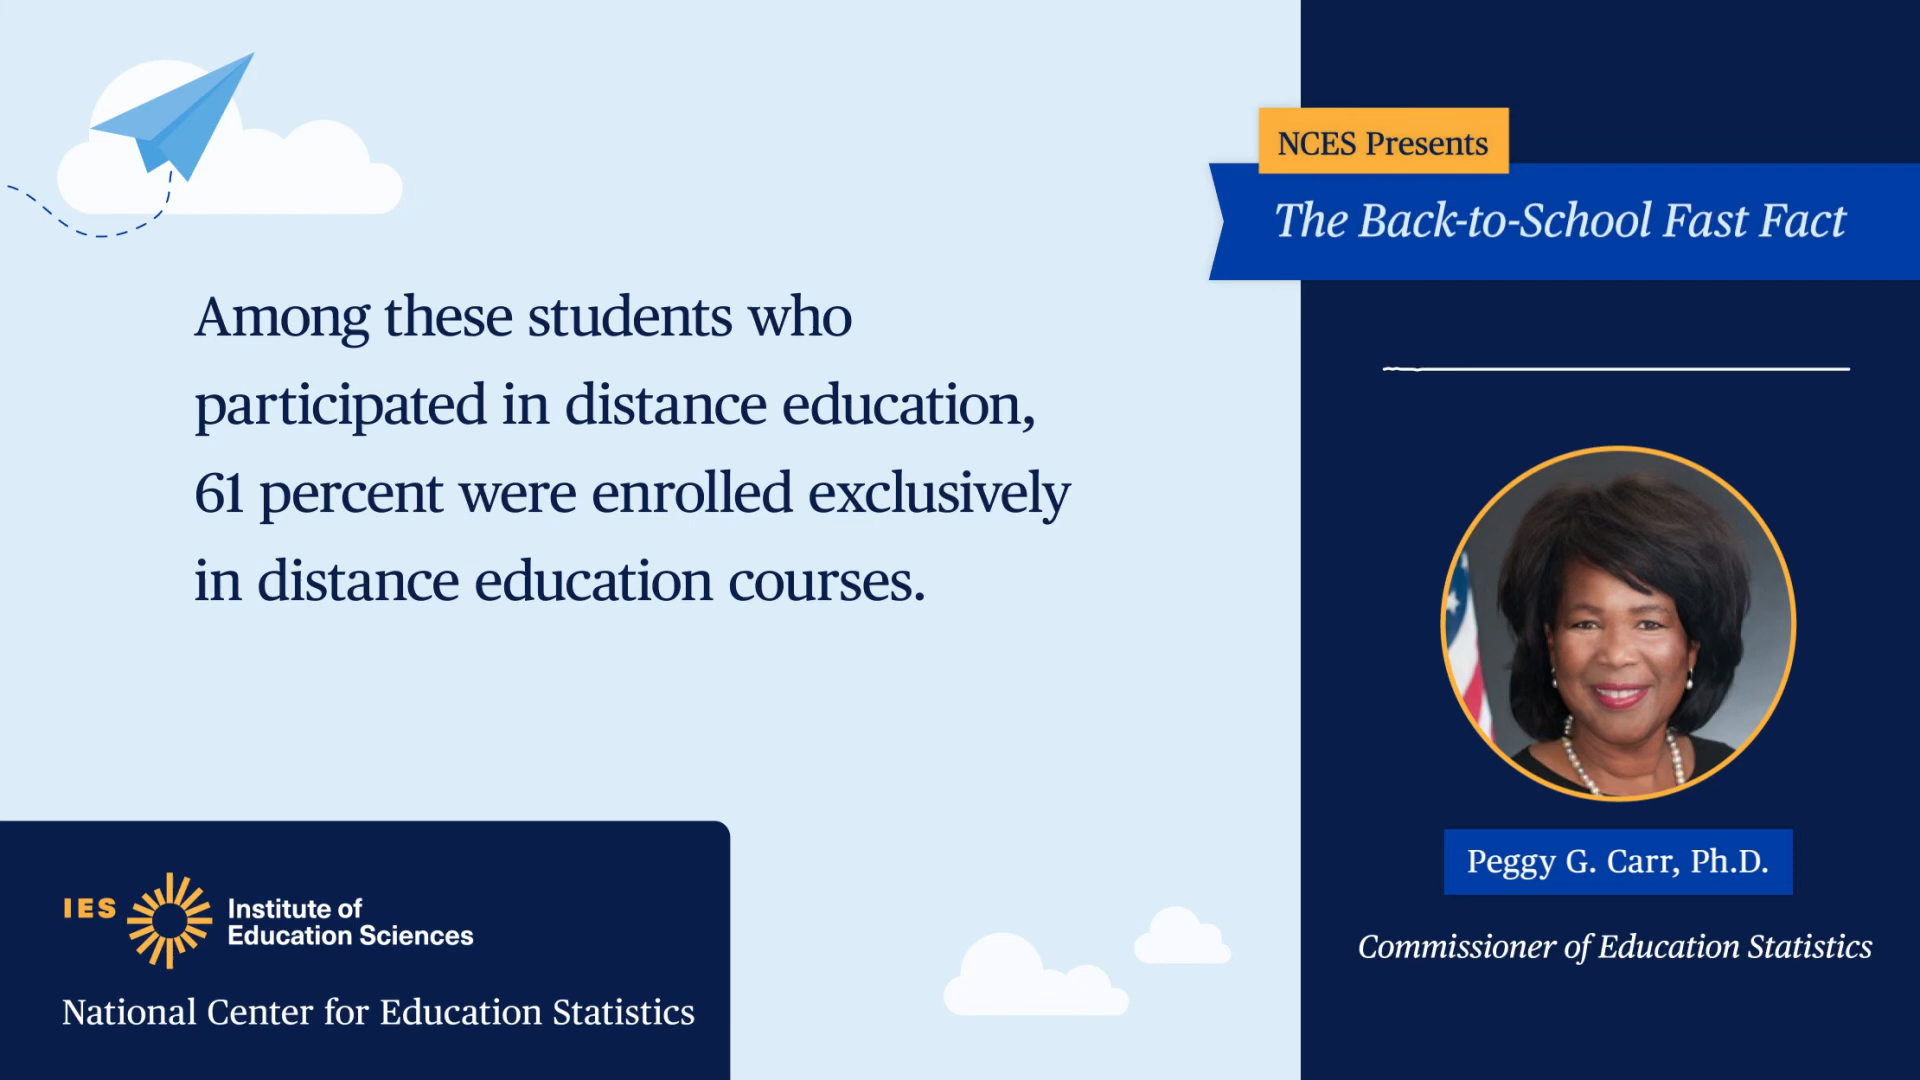 Among these students who
participated in distance education,
61 percent were enrolled exclusively
in distance education courses.
NCES Presents
The Back-to-School Fast Fact
Peggy G. Carr, Ph.D.
Commissioner of Education Statistics
IES
Institute of
Education Sciences
National Center for Education Statistics